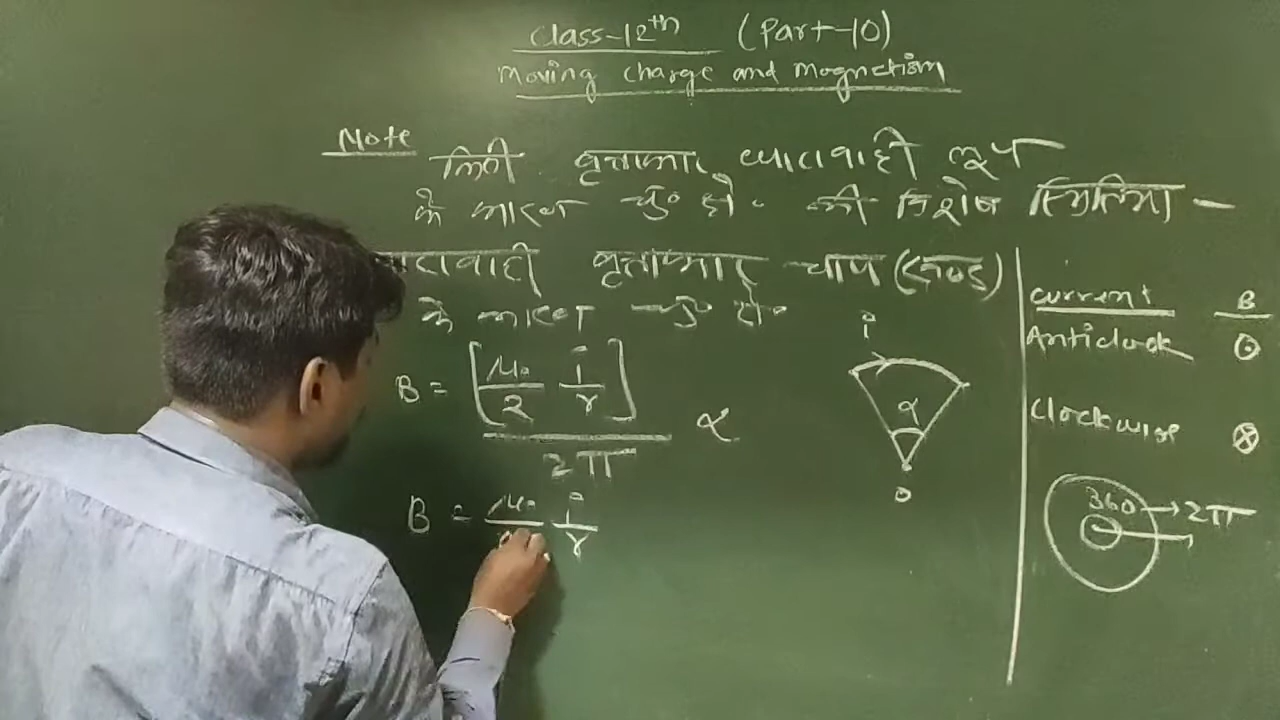 Class-12th (Part-10)
Moving charge and Magnetism
Note किसी वृत्ताकार धारावाही लूप
के कारण चु० क्षे० की विशेष स्थितियां -
धारावाही वृत्ताकार चाप (खण्ड)
के कारण चु० क्षे०
B = [μ₀/2 i/r] / 2π α
B = μ₀ i/r
i
α
o
current B
Anticlock ⊙
Clockwise ⊗
360 → 2π